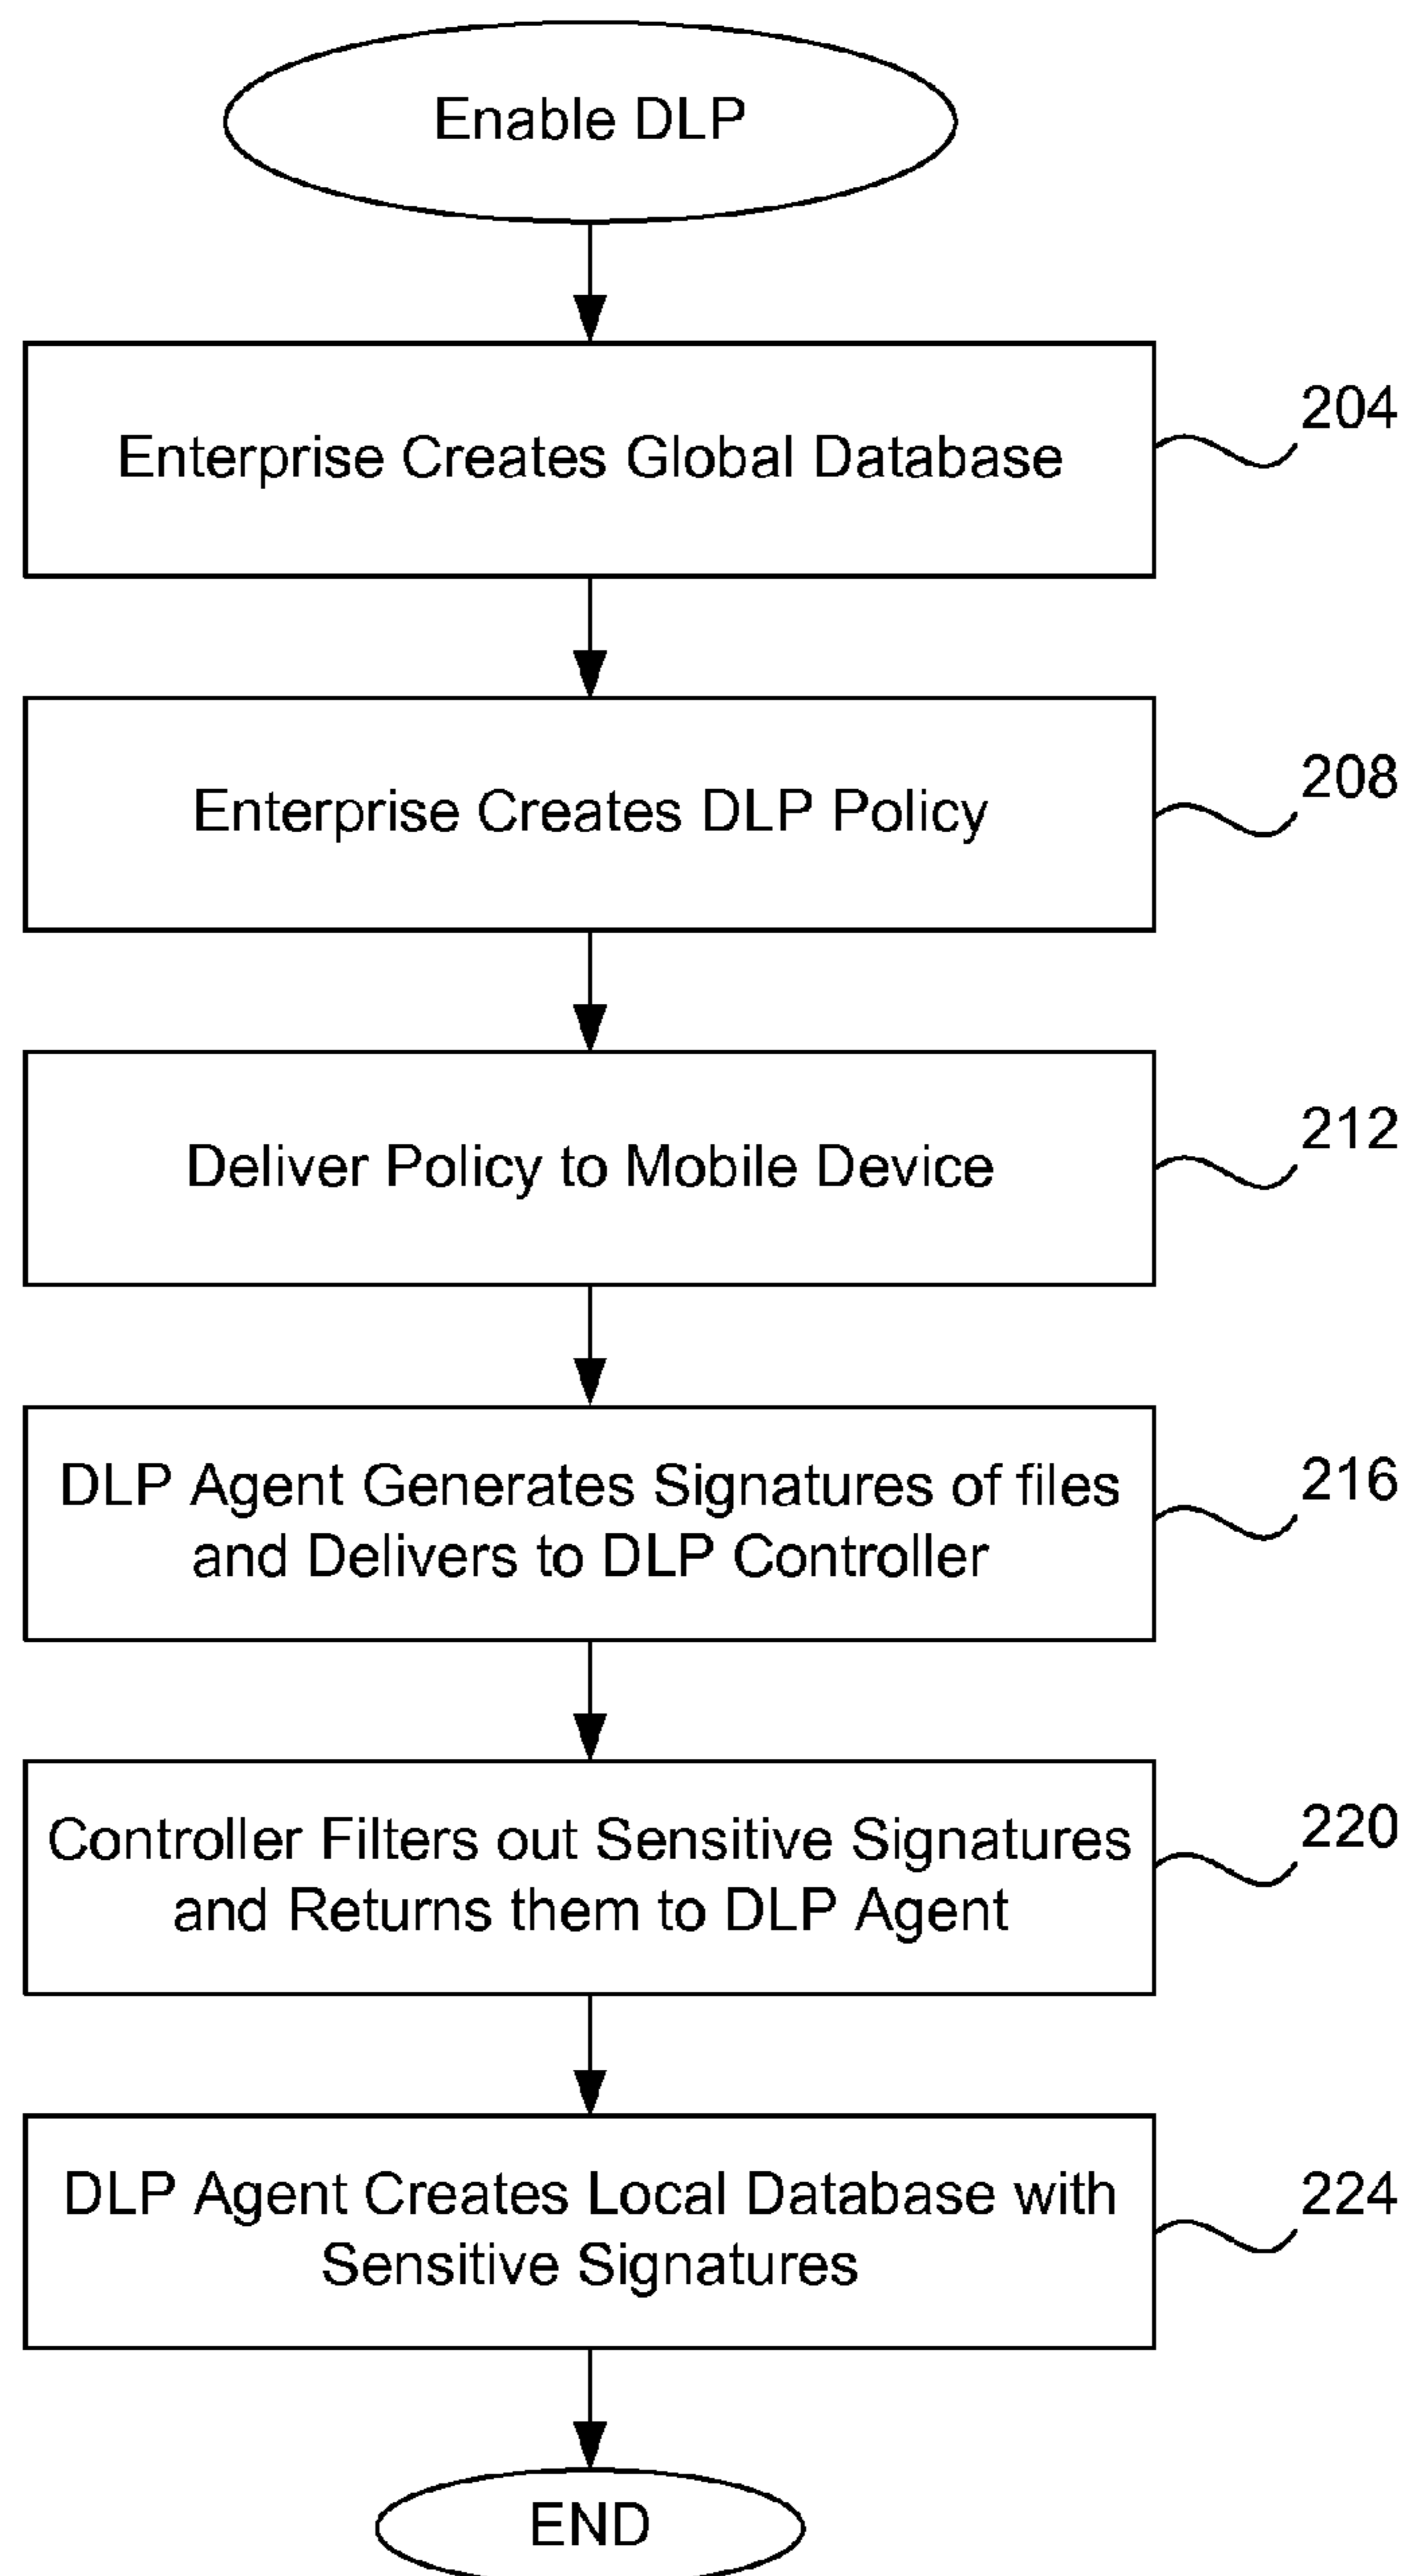 Enable DLP
Enterprise Creates Global Database
204
Enterprise Creates DLP Policy
208
Deliver Policy to Mobile Device
212
DLP Agent Generates Signatures of files
and Delivers to DLP Controller
216
Controller Filters out Sensitive Signatures
and Returns them to DLP Agent
220
DLP Agent Creates Local Database with
Sensitive Signatures
224
END